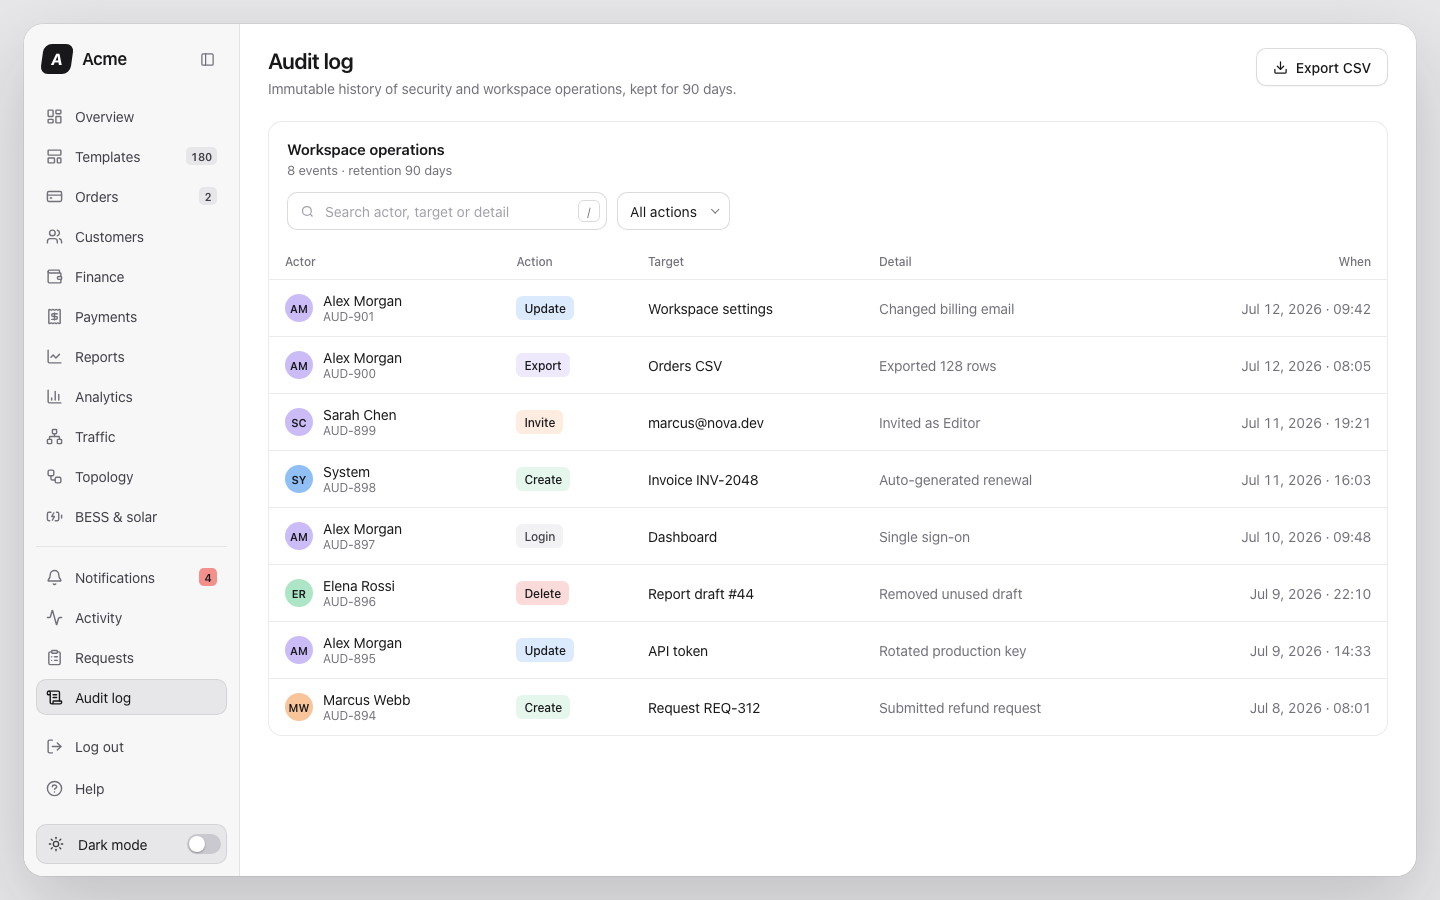 A Acme
Overview
Templates 180
Orders 2
Customers
Finance
Payments
Reports
Analytics
Traffic
Topology
BESS & solar
Notifications 4
Activity
Requests
Audit log
Log out
Help
Dark mode
Audit log
Immutable history of security and workspace operations, kept for 90 days.
Export CSV
Workspace operations
8 events · retention 90 days
Search actor, target or detail /
All actions
Actor Action Target Detail When
AM Alex Morgan AUD-901 Update Workspace settings Changed billing email Jul 12, 2026 · 09:42
AM Alex Morgan AUD-900 Export Orders CSV Exported 128 rows Jul 12, 2026 · 08:05
SC Sarah Chen AUD-899 Invite marcus@nova.dev Invited as Editor Jul 11, 2026 · 19:21
SY System AUD-898 Create Invoice INV-2048 Auto-generated renewal Jul 11, 2026 · 16:03
AM Alex Morgan AUD-897 Login Dashboard Single sign-on Jul 10, 2026 · 09:48
ER Elena Rossi AUD-896 Delete Report draft #44 Removed unused draft Jul 9, 2026 · 22:10
AM Alex Morgan AUD-895 Update API token Rotated production key Jul 9, 2026 · 14:33
MW Marcus Webb AUD-894 Create Request REQ-312 Submitted refund request Jul 8, 2026 · 08:01